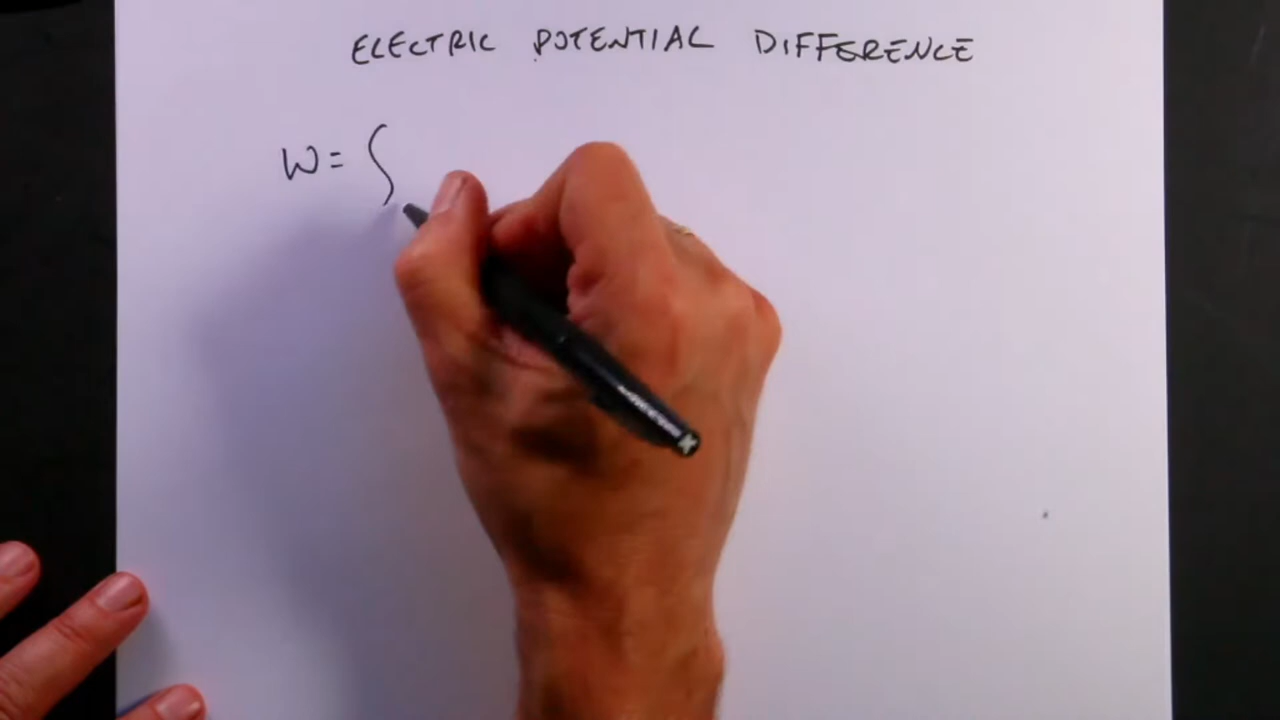 ELECTRIC POTENTIAL DIFFERENCE
W = ∫